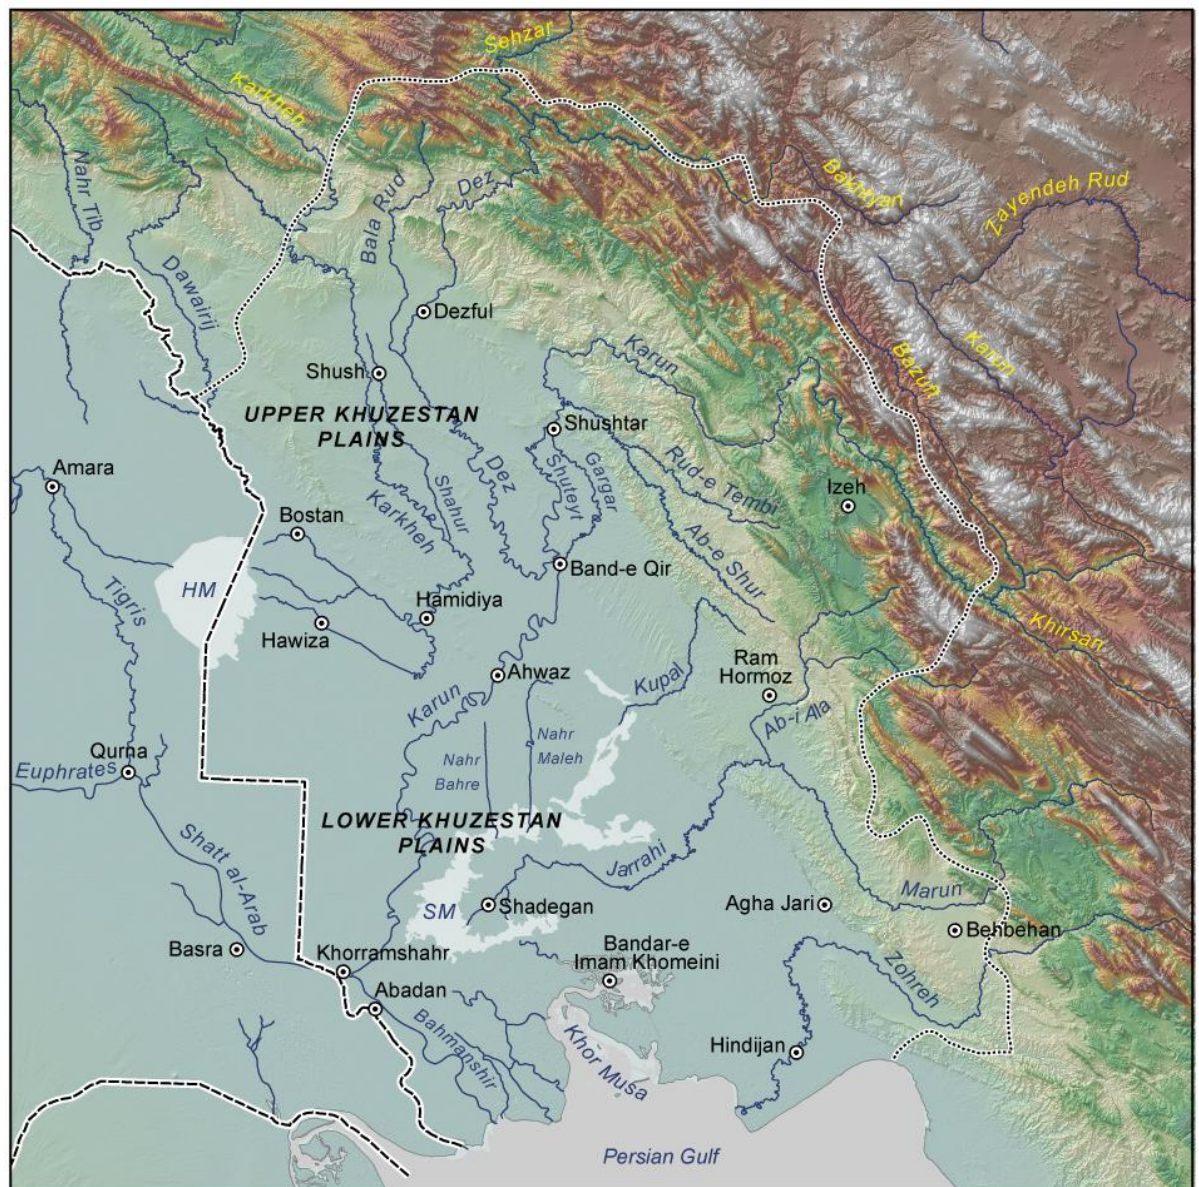 Sehzar
Karkheh
Nahr Tib
Bala Rud
Dez
Bakhtyari
Zayendeh Rud
Dawairij
Dezful
Karun
Karun
Bazuft
Shush
UPPER KHUZESTAN
PLAINS
Shushtar
Amara
Dez
Shuteyt
Gargar
Rud-e Tembi
Izeh
Shahur
Karkheh
Bostan
Ab-e Shur
Band-e Qir
HM
Tigris
Hamidiya
Hawiza
Khirsan
Ahwaz
Kupal
Ram
Hormoz
Karun
Ab-i Ala
Qurna
Euphrates
Nahr
Bahre
Nahr
Maleh
LOWER KHUZESTAN
PLAINS
Shatt al-Arab
Jarrahi
Marun
SM
Shadegan
Agha Jari
Behbehan
Basra
Khorramshahr
Bandar-e
Imam Khomeini
Zohreh
Abadan
Bahmanshir
Khor Musa
Hindijan
Persian Gulf